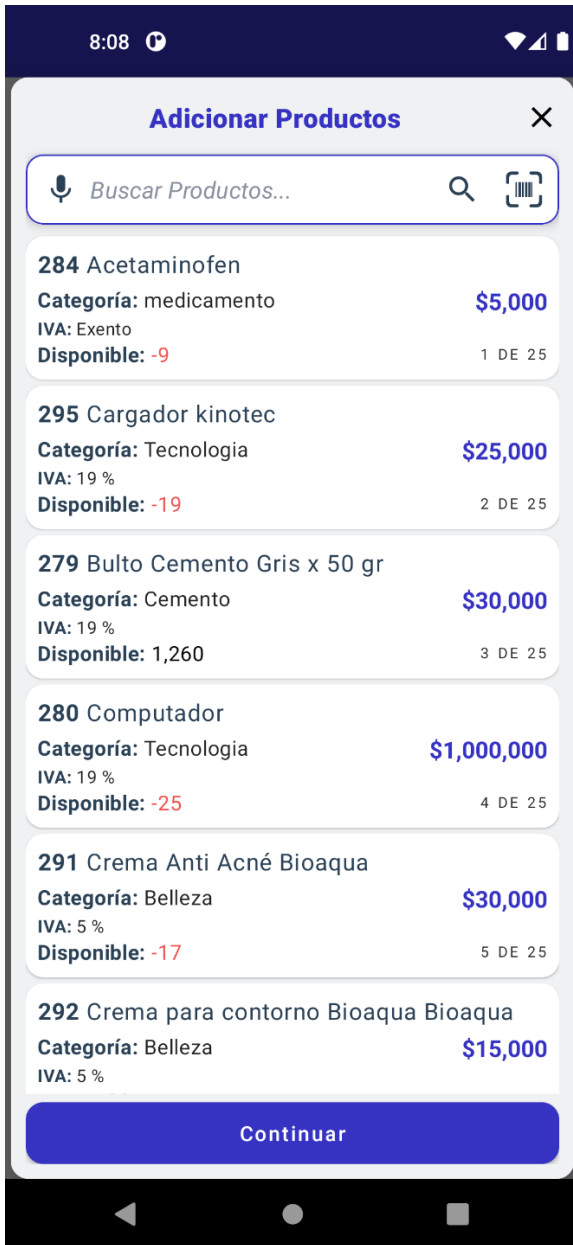 8:08
Adicionar Productos
Buscar Productos...
284 Acetaminofen
Categoría: medicamento
$5,000
IVA: Exento
Disponible: -9
1 DE 25
295 Cargador kinotec
Categoría: Tecnologia
$25,000
IVA: 19 %
Disponible: -19
2 DE 25
279 Bulto Cemento Gris x 50 gr
Categoría: Cemento
$30,000
IVA: 19 %
Disponible: 1,260
3 DE 25
280 Computador
Categoría: Tecnologia
$1,000,000
IVA: 19 %
Disponible: -25
4 DE 25
291 Crema Anti Acné Bioaqua
Categoría: Belleza
$30,000
IVA: 5 %
Disponible: -17
5 DE 25
292 Crema para contorno Bioaqua Bioaqua
Categoría: Belleza
$15,000
IVA: 5 %
Continuar